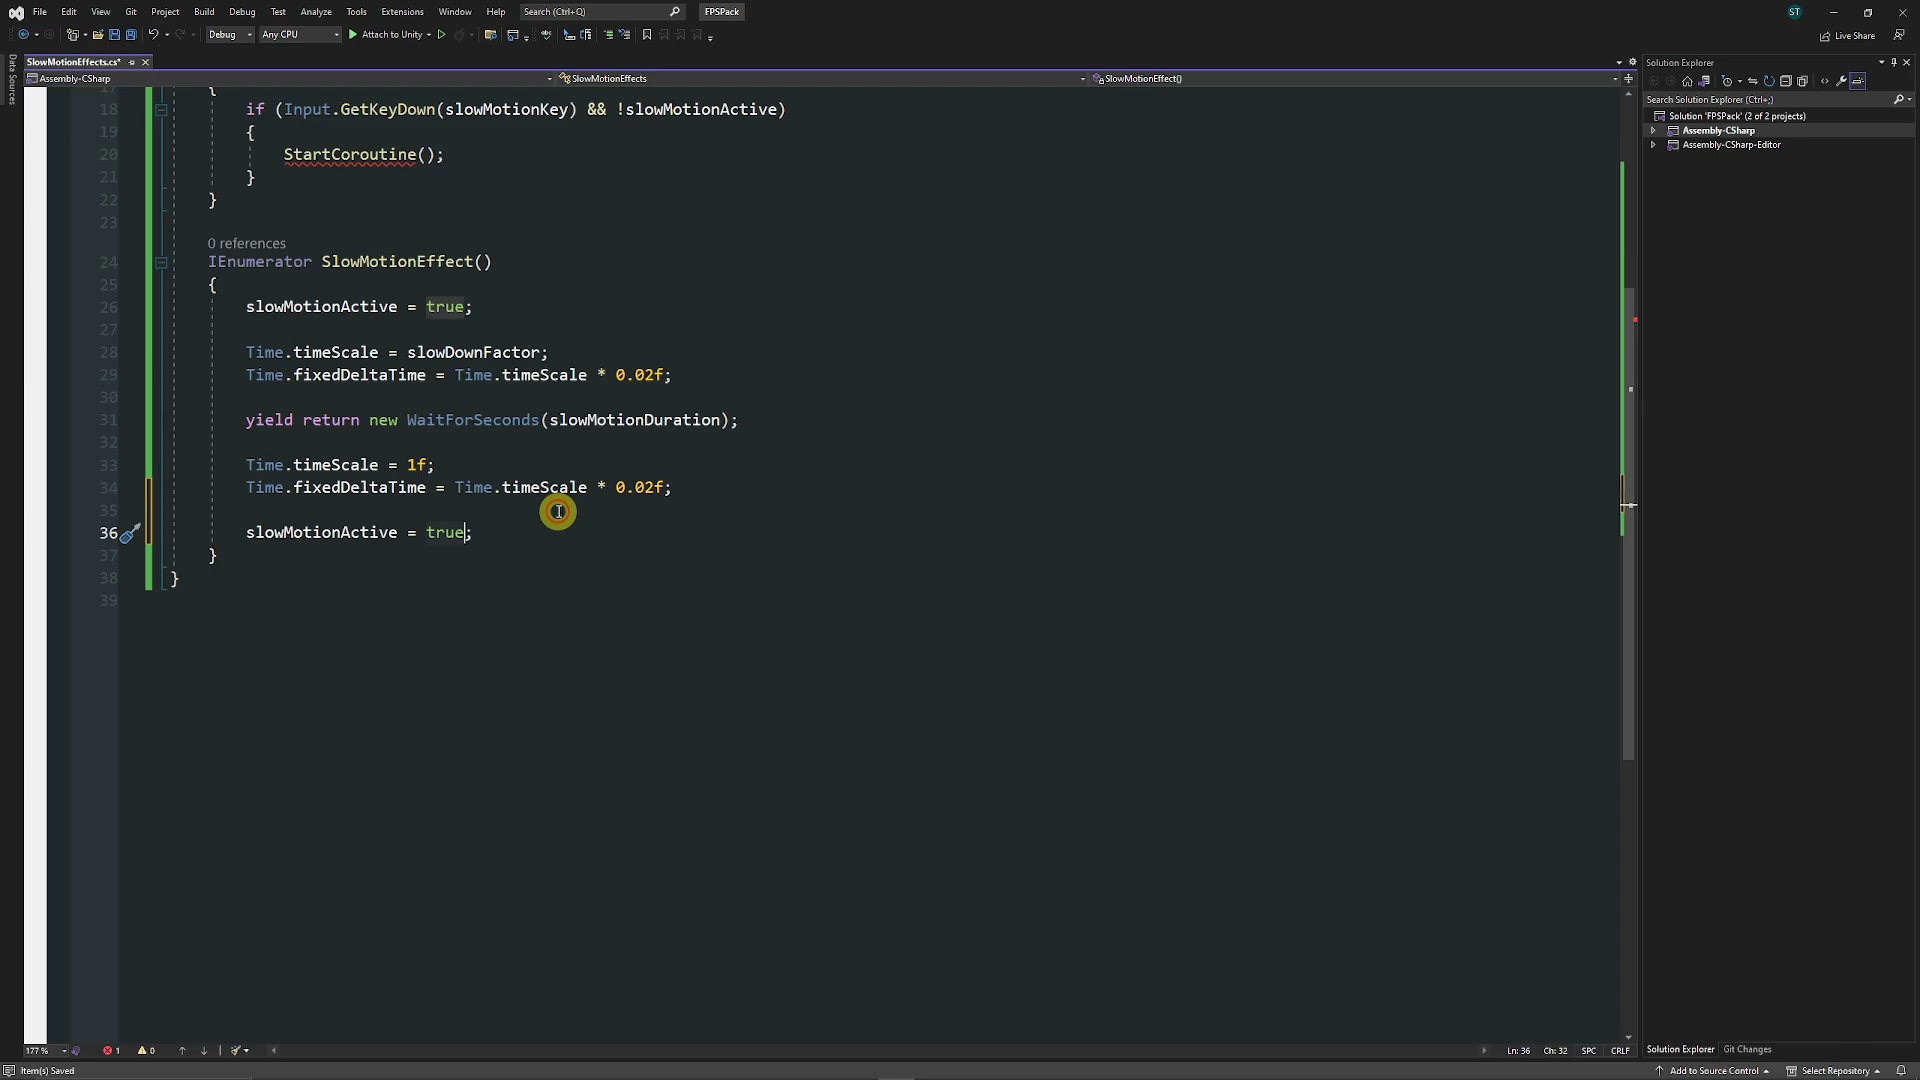 File Edit View Git Project Build Debug Test Analyze Tools Extensions Window Help Search (Ctrl+Q) FPSPack ST
Debug Any CPU Attach to Unity Live Share
SlowMotionEffects.cs*
Assembly-CSharp SlowMotionEffects SlowMotionEffect()
Data Sources
17 {
18 if (Input.GetKeyDown(slowMotionKey) && !slowMotionActive)
19 {
20 StartCoroutine();
21 }
22 }
23
0 references
24 IEnumerator SlowMotionEffect()
25 {
26 slowMotionActive = true;
27
28 Time.timeScale = slowDownFactor;
29 Time.fixedDeltaTime = Time.timeScale * 0.02f;
30
31 yield return new WaitForSeconds(slowMotionDuration);
32
33 Time.timeScale = 1f;
34 Time.fixedDeltaTime = Time.timeScale * 0.02f;
35
36 slowMotionActive = true;
37 }
38 }
39
Solution Explorer
Search Solution Explorer (Ctrl+;)
Solution 'FPSPack' (2 of 2 projects)
Assembly-CSharp
Assembly-CSharp-Editor
177 % 1 0 Ln: 36 Ch: 32 SPC CRLF
Solution Explorer Git Changes
Item(s) Saved Add to Source Control Select Repository